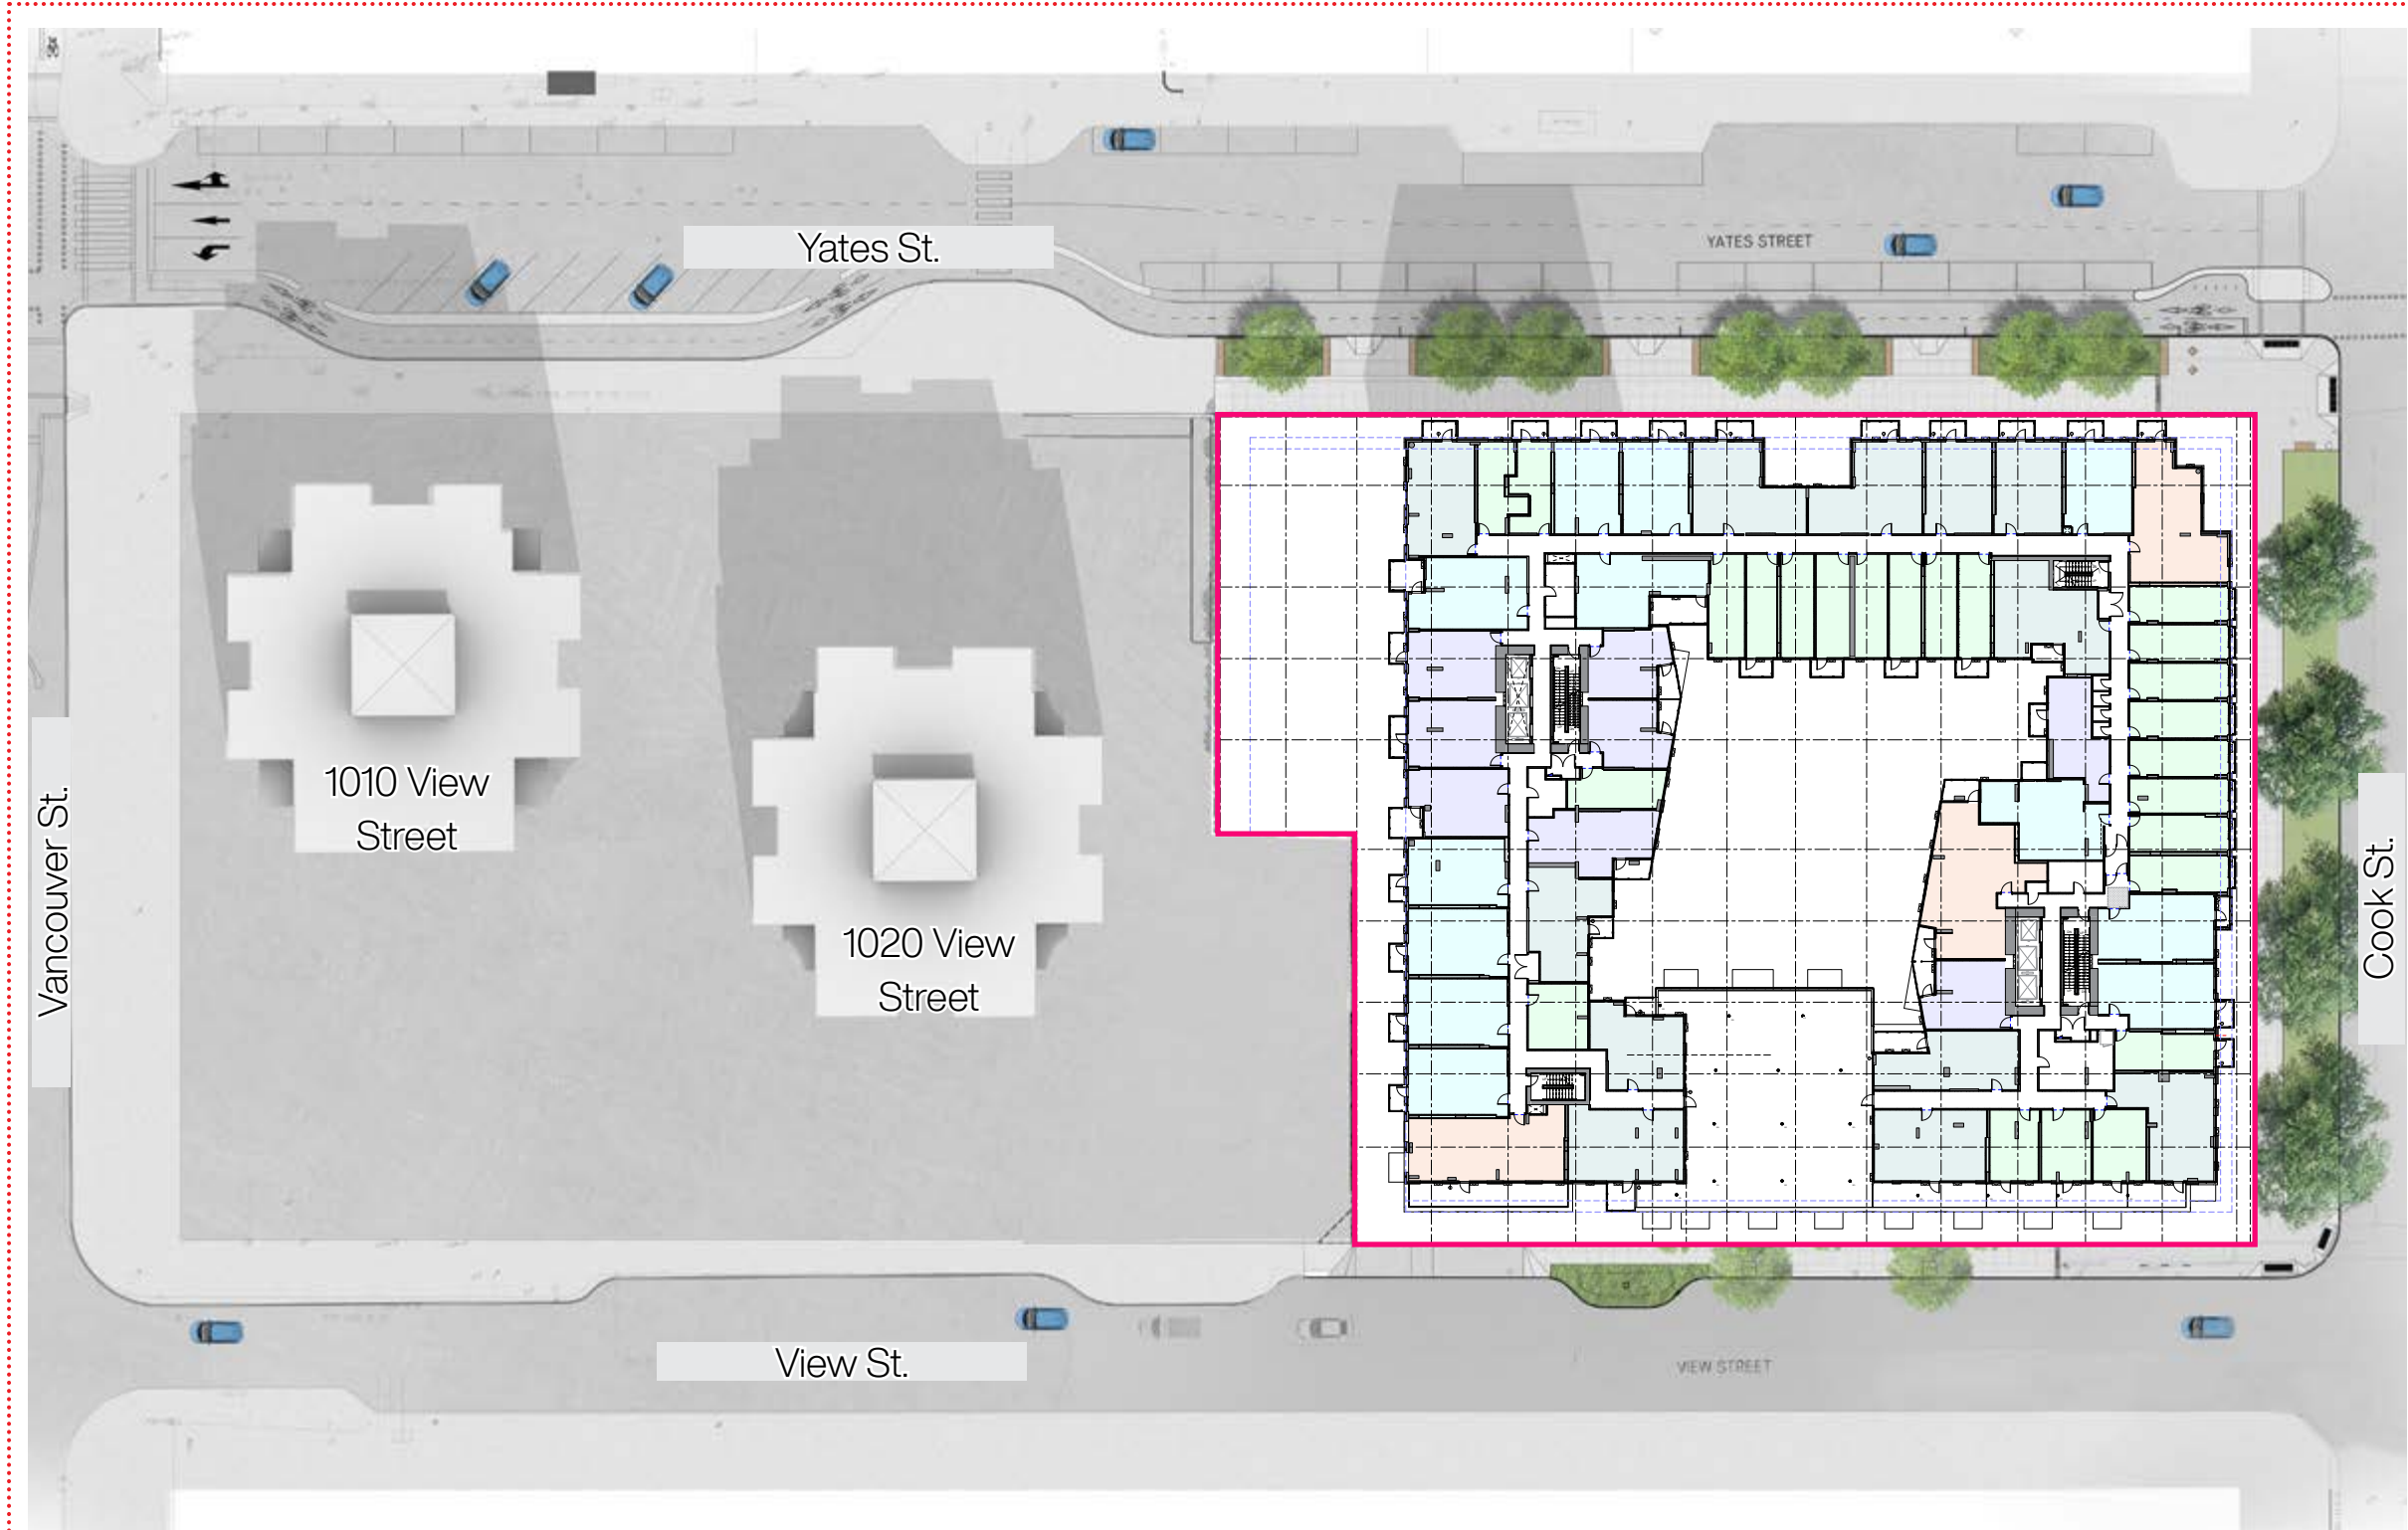 Yates St.
YATES STREET
1010 View
Street
1020 View
Street
Vancouver St.
Cook St.
View St.
VIEW STREET